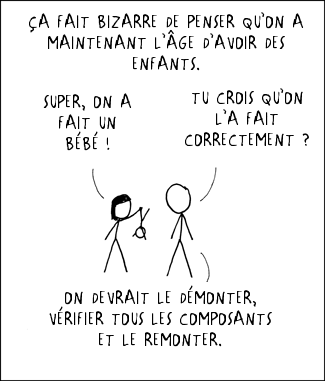 ÇA FAIT BIZARRE DE PENSER QU'ON A
MAINTENANT L'ÂGE D'AVOIR DES
ENFANTS.
SUPER, ON A
FAIT UN
BÉBÉ !
TU CROIS QU'ON
L'A FAIT
CORRECTEMENT ?
ON DEVRAIT LE DÉMONTER,
VÉRIFIER TOUS LES COMPOSANTS
ET LE REMONTER.